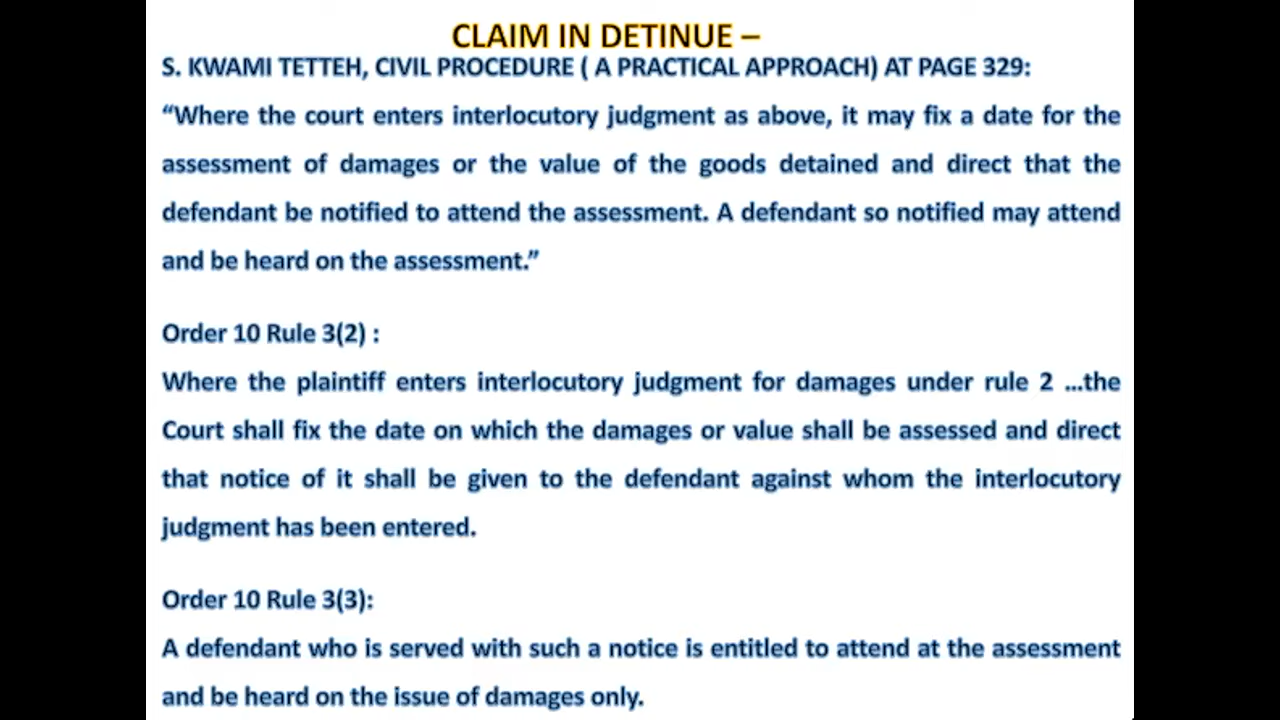 CLAIM IN DETINUE –
S. KWAMI TETTEH, CIVIL PROCEDURE ( A PRACTICAL APPROACH) AT PAGE 329:
“Where the court enters interlocutory judgment as above, it may fix a date for the
assessment of damages or the value of the goods detained and direct that the
defendant be notified to attend the assessment. A defendant so notified may attend
and be heard on the assessment.”
Order 10 Rule 3(2) :
Where the plaintiff enters interlocutory judgment for damages under rule 2 …the
Court shall fix the date on which the damages or value shall be assessed and direct
that notice of it shall be given to the defendant against whom the interlocutory
judgment has been entered.
Order 10 Rule 3(3):
A defendant who is served with such a notice is entitled to attend at the assessment
and be heard on the issue of damages only.